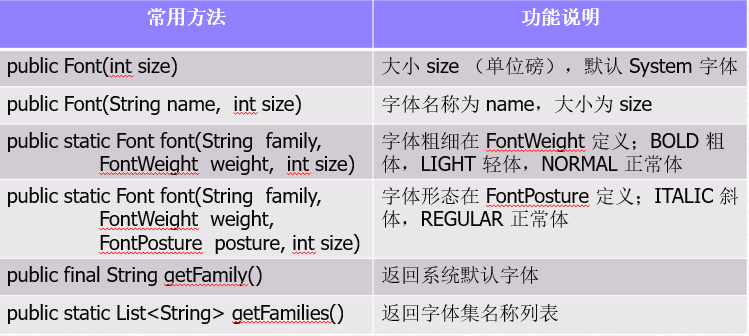 常用方法
功能说明
public Font(int size)
大小 size （单位磅），默认 System 字体
public Font(String name, int size)
字体名称为 name，大小为 size
public static Font font(String family,
FontWeight weight, int size)
字体粗细在 FontWeight 定义；BOLD 粗
体，LIGHT 轻体，NORMAL 正常体
public static Font font(String family,
FontWeight weight,
FontPosture posture, int size)
字体形态在 FontPosture 定义；ITALIC 斜
体，REGULAR 正常体
public final String getFamily()
返回系统默认字体
public static List<String> getFamilies()
返回字体集名称列表